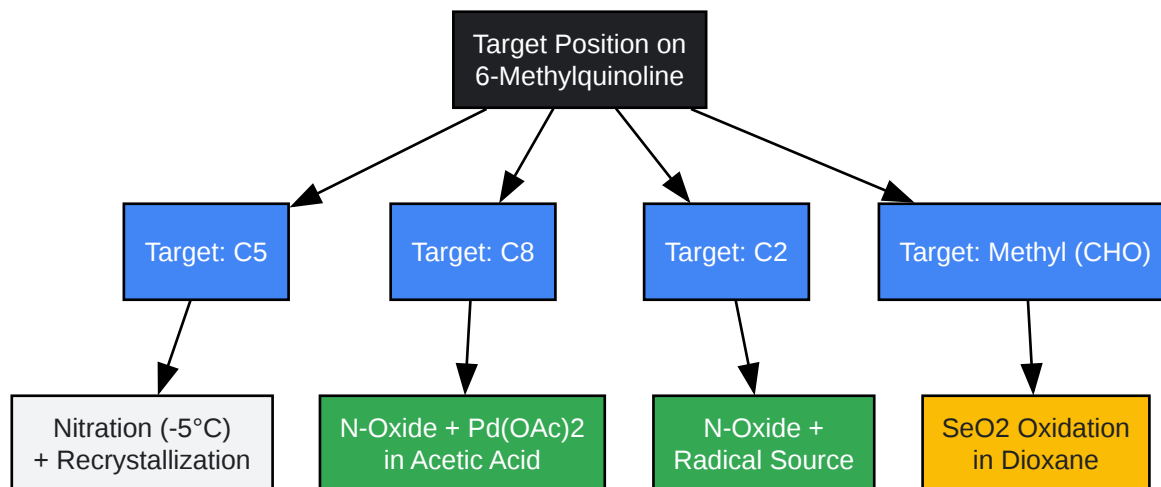 Target Position on
6-Methylquinoline
Target: C5
Target: C8
Target: C2
Target: Methyl (CHO)
Nitration (-5°C)
+ Recrystallization
N-Oxide + Pd(OAc)2
in Acetic Acid
N-Oxide +
Radical Source
SeO2 Oxidation
in Dioxane